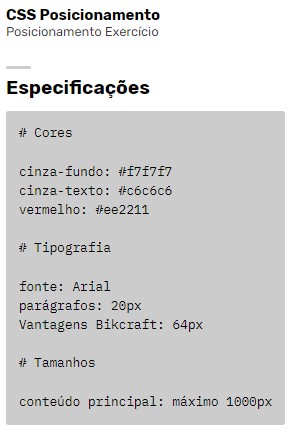 CSS Posicionamento
Posicionamento Exercício
Especificações
# Cores
cinza-fundo: #f7f7f7
cinza-texto: #c6c6c6
vermelho: #ee2211
# Tipografia
fonte: Arial
parágrafos: 20px
Vantagens Bikcraft: 64px
# Tamanhos
conteúdo principal: máximo 1000px